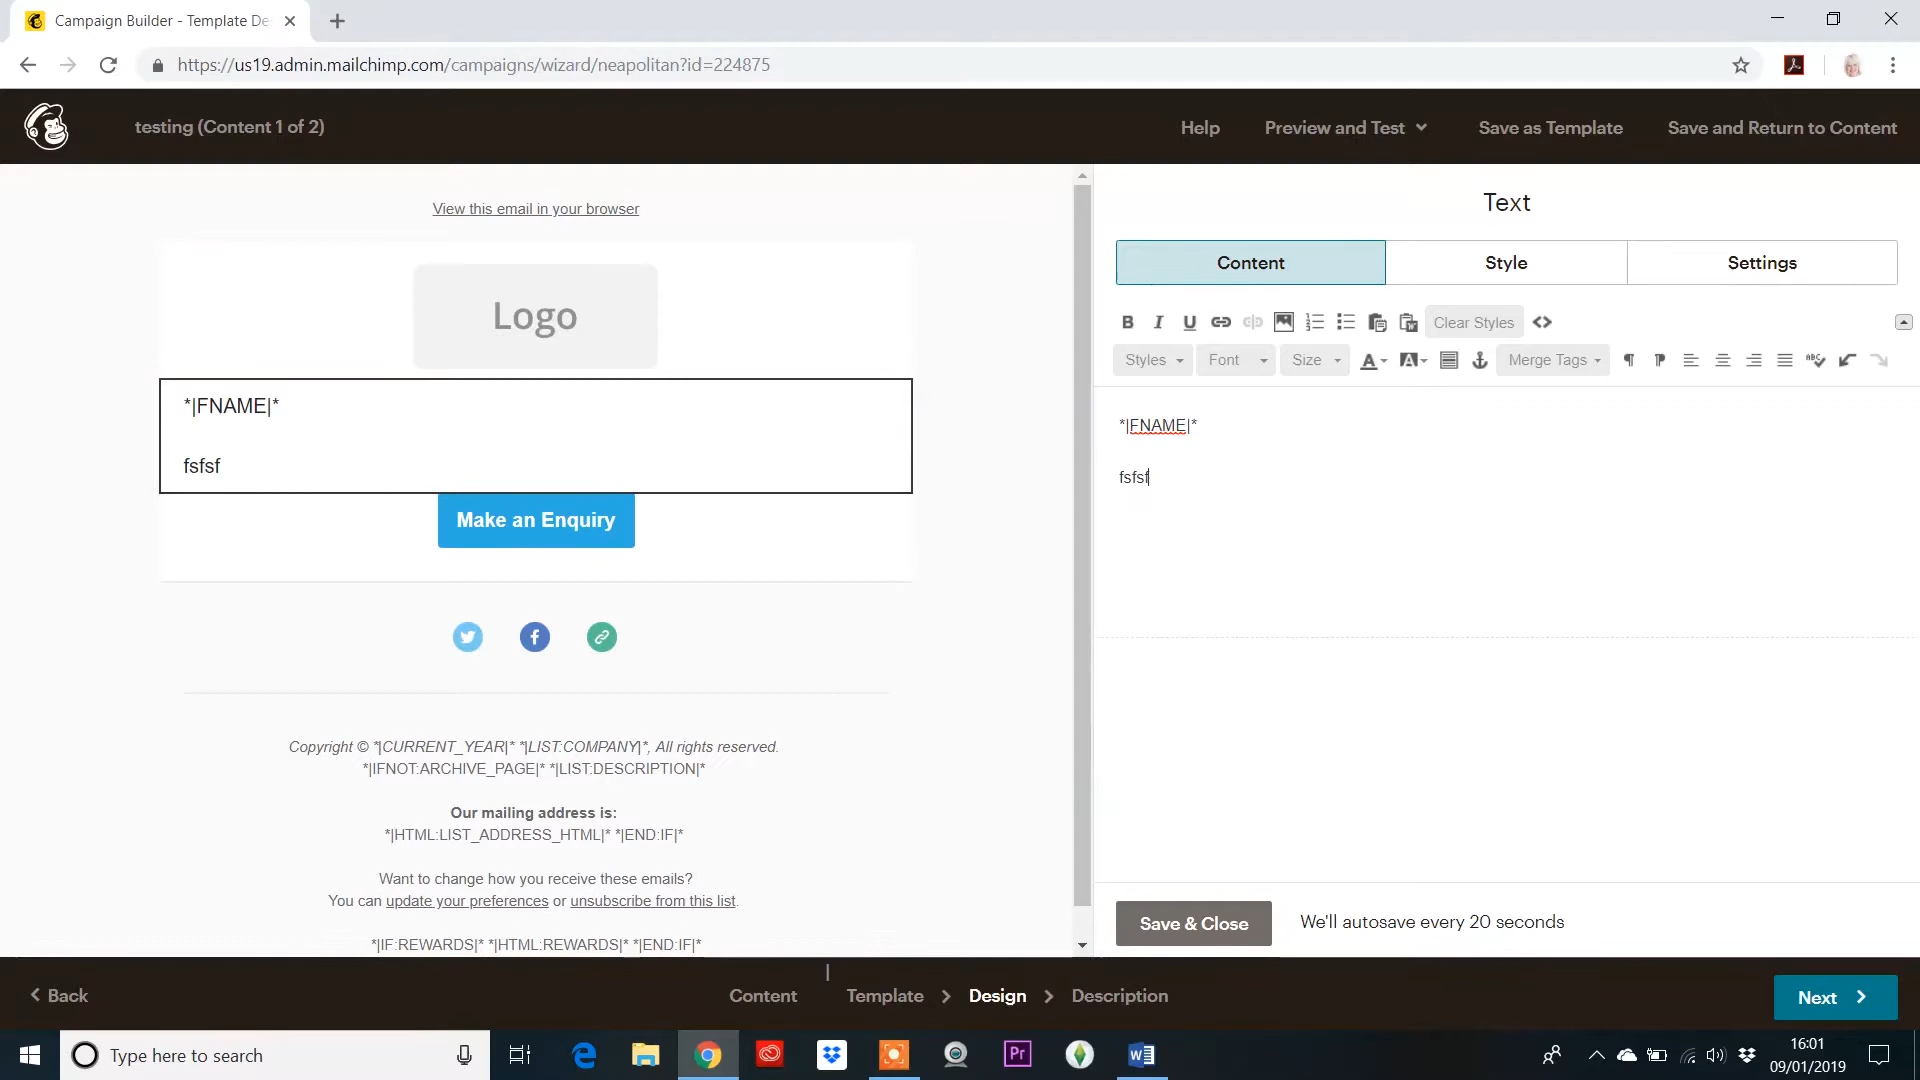 Campaign Builder - Template De
https://us19.admin.mailchimp.com/campaigns/wizard/neapolitan?id=224875
testing (Content 1 of 2)
Help
Preview and Test
Save as Template
Save and Return to Content
View this email in your browser
Logo
*|FNAME|*
fsfsf
Make an Enquiry
Copyright © *|CURRENT_YEAR|* *|LIST:COMPANY|*, All rights reserved.
*|IFNOT:ARCHIVE_PAGE|* *|LIST:DESCRIPTION|*
Our mailing address is:
*|HTML:LIST_ADDRESS_HTML|* *|END:IF|*
Want to change how you receive these emails?
You can update your preferences or unsubscribe from this list.
*|IF:REWARDS|* *|HTML:REWARDS|* *|END:IF|*
Text
Content
Style
Settings
B I U
Clear Styles
Styles
Font
Size
A
A
Merge Tags
ABC
*|FNAME|*
fsfsf
Save & Close
We'll autosave every 20 seconds
Back
Content
Template
Design
Description
Next
Type here to search
Pr
16:01
09/01/2019